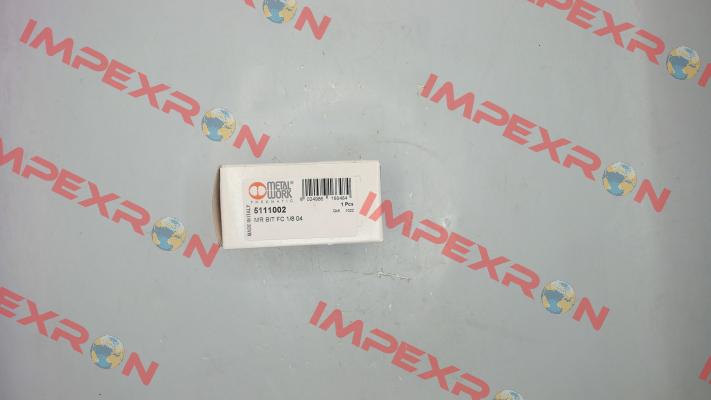 IMPEXRON
IMPEXRON
IMPEXRON
IMPEXRON
IMPEXRON
IMPEXRON
METAL
WORK
PNEUMATIC
MADE IN ITALY
5111002
1 Pcs
MR BIT FC 1/8 04